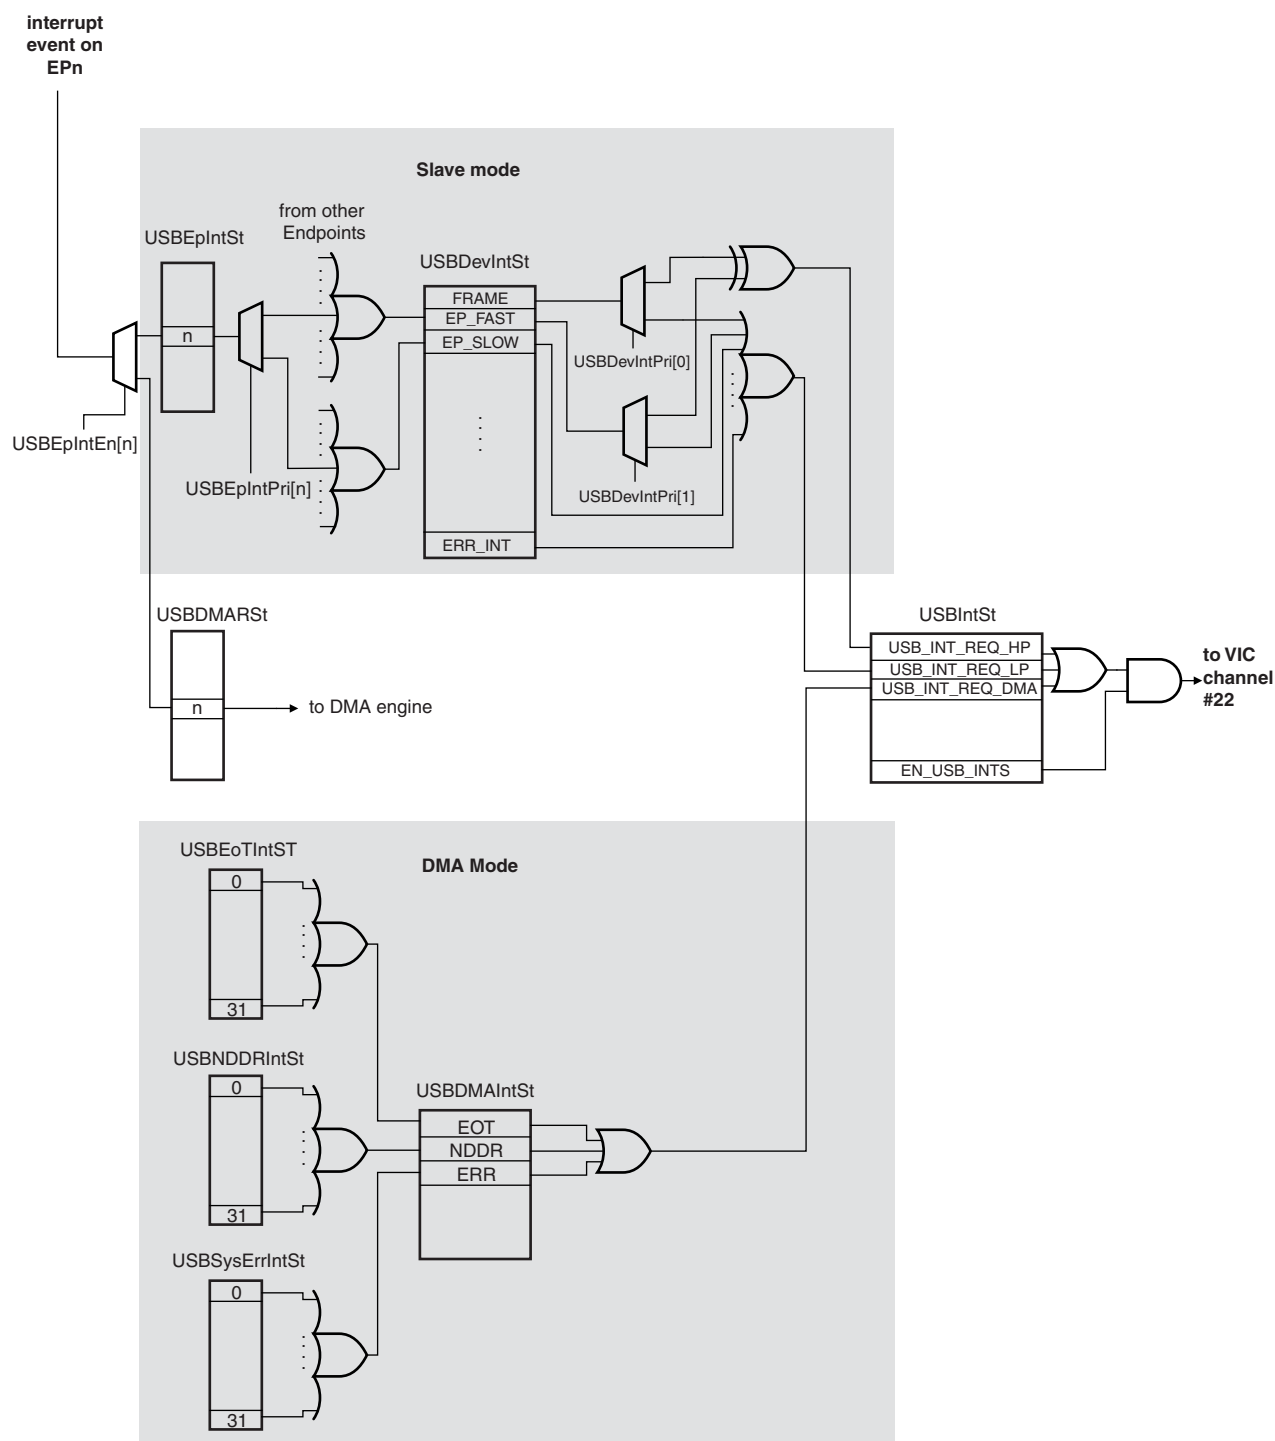 interrupt
event on
EPn
Slave mode
from other
Endpoints
USBEpIntSt
USBDevIntSt
FRAME
EP_FAST
EP_SLOW
n
USBDevIntPri[0]
USBEpIntEn[n]
USBEpIntPri[n]
USBDevIntPri[1]
ERR_INT
USBDMARSt
n
to DMA engine
USBIntSt
USB_INT_REQ_HP
USB_INT_REQ_LP
USB_INT_REQ_DMA
EN_USB_INTS
to VIC
channel
#22
DMA Mode
USBEoTIntST
0
31
USBNDDRIntSt
0
31
USBDMAIntSt
EOT
NDDR
ERR
USBSysErrIntSt
0
31